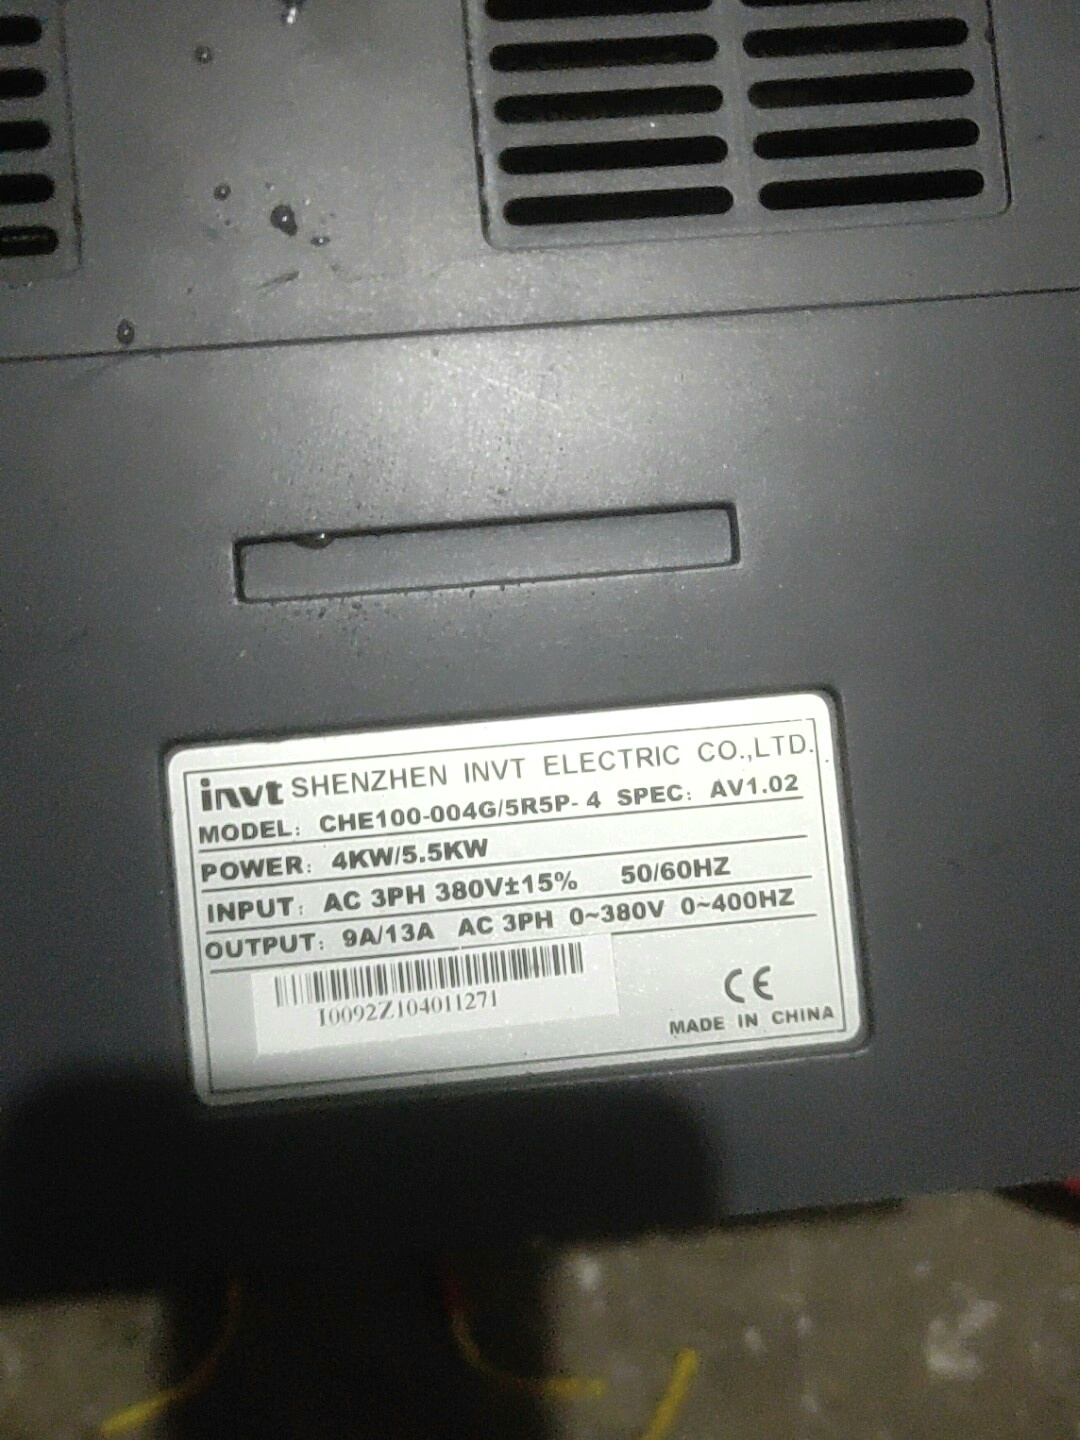 invt SHENZHEN INVT ELECTRIC CO.,LTD.
MODEL: CHE100-004G/5R5P- 4 SPEC: AV1.02
POWER: 4KW/5.5KW
INPUT: AC 3PH 380V±15% 50/60HZ
OUTPUT: 9A/13A AC 3PH 0~380V 0~400HZ
I0092Z104011271
CE
MADE IN CHINA